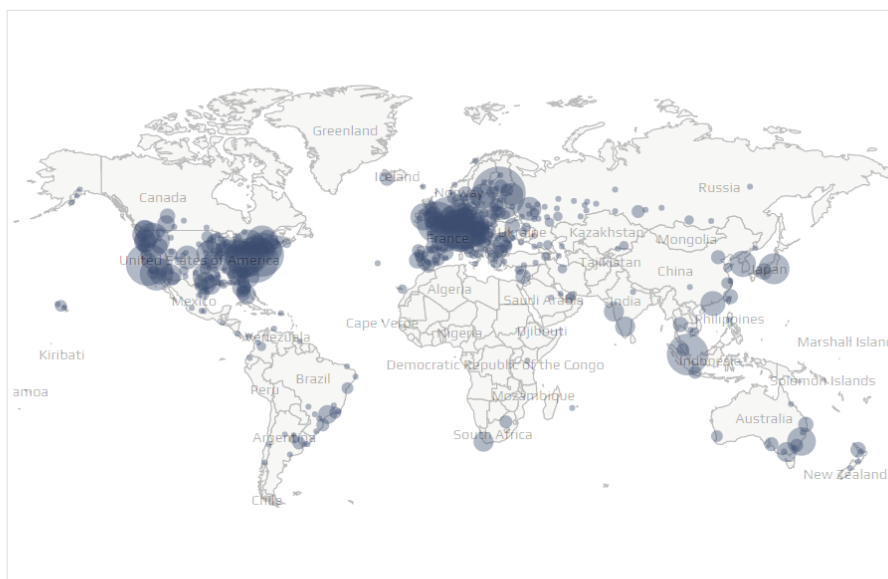 Greenland
Iceland
Norway
Russia
Canada
Ukraine
Kazakhstan
France
Mongolia
United States of America
Tajikistan
China
Japan
Algeria
Mexico
Saudi Arabia
India
Cape Verde
Nigeria
Djibouti
Philippines
Venezuela
Marshall Islan
Kiribati
Democratic Republic of the Congo
Indonesia
Brazil
Solomon Islands
Peru
amoa
Mozambique
Australia
Argentina
South Africa
New Zealand
Chile